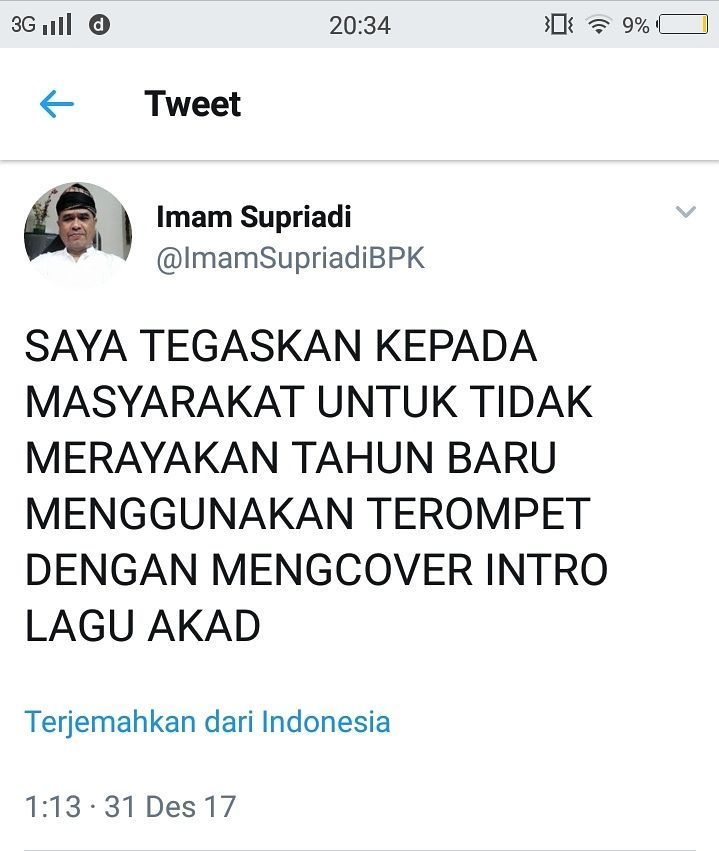 3G d 20:34 9%
Tweet
Imam Supriadi
@ImamSupriadiBPK
SAYA TEGASKAN KEPADA
MASYARAKAT UNTUK TIDAK
MERAYAKAN TAHUN BARU
MENGGUNAKAN TEROMPET
DENGAN MENGCOVER INTRO
LAGU AKAD
Terjemahkan dari Indonesia
1:13 · 31 Des 17